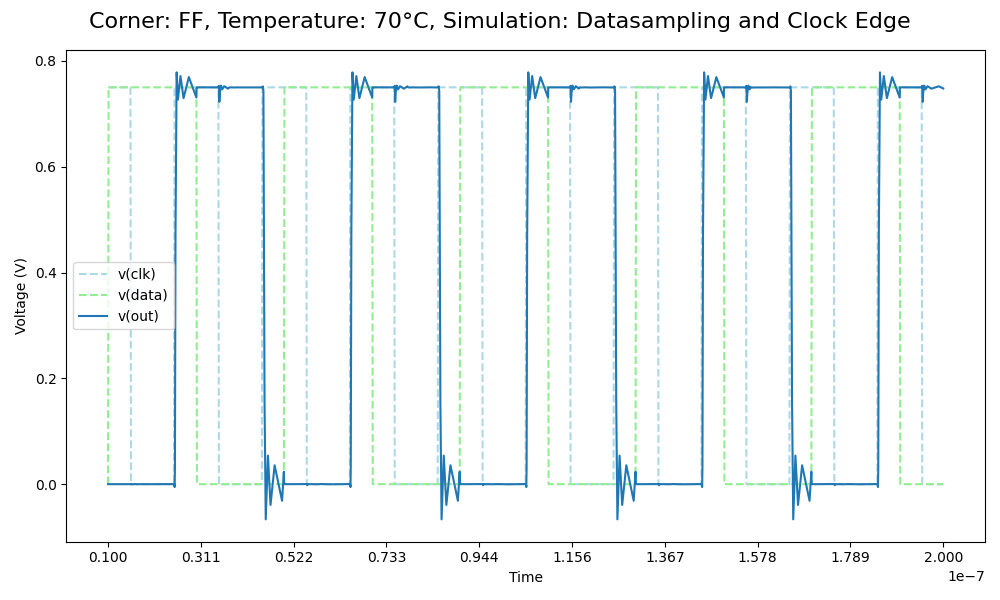 Corner: FF, Temperature: 70°C, Simulation: Datasampling and Clock Edge
0.8
0.6
0.4
0.2
0.0
Voltage (V)
v(clk)
v(data)
v(out)
0.100 0.311 0.522 0.733 0.944 1.156 1.367 1.578 1.789 2.000
Time
1e−7